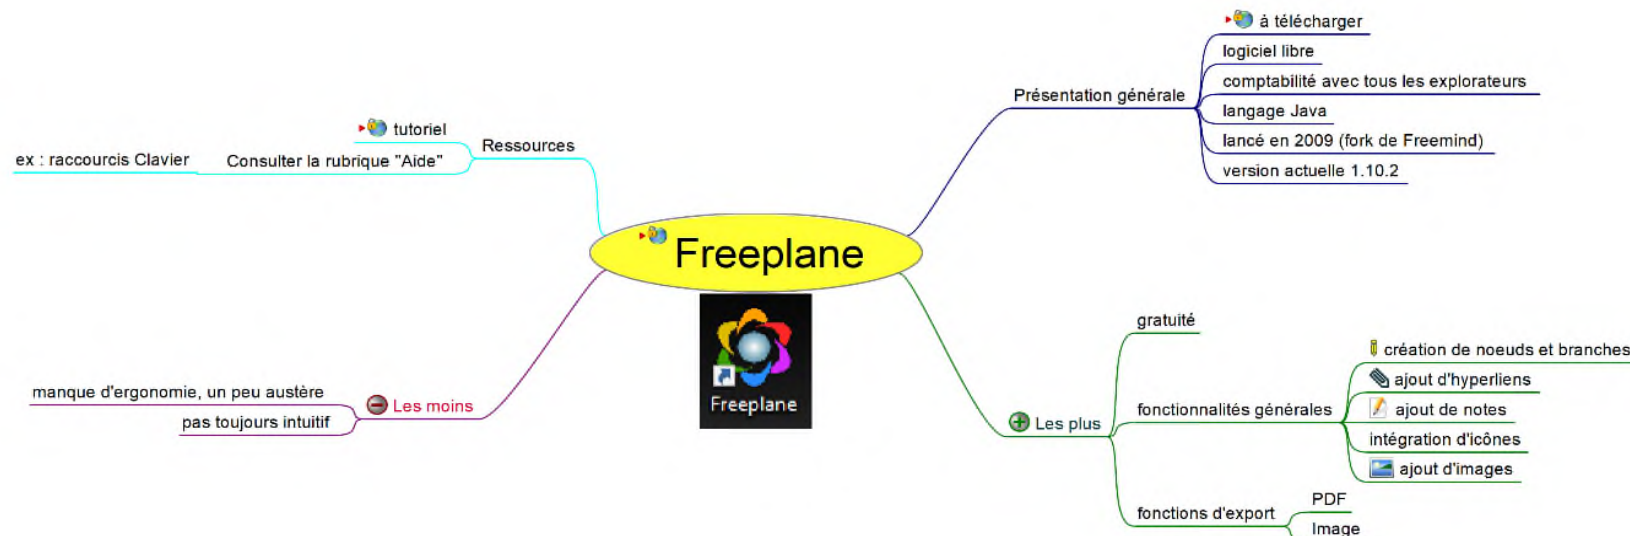 Freeplane
Freeplane
Présentation générale
à télécharger
logiciel libre
comptabilité avec tous les explorateurs
langage Java
lancé en 2009 (fork de Freemind)
version actuelle 1.10.2
Les plus
gratuité
fonctionnalités générales
création de noeuds et branches
ajout d'hyperliens
ajout de notes
intégration d'icônes
ajout d'images
fonctions d'export
PDF
Image
Ressources
tutoriel
Consulter la rubrique "Aide"
ex : raccourcis Clavier
Les moins
manque d'ergonomie, un peu austère
pas toujours intuitif